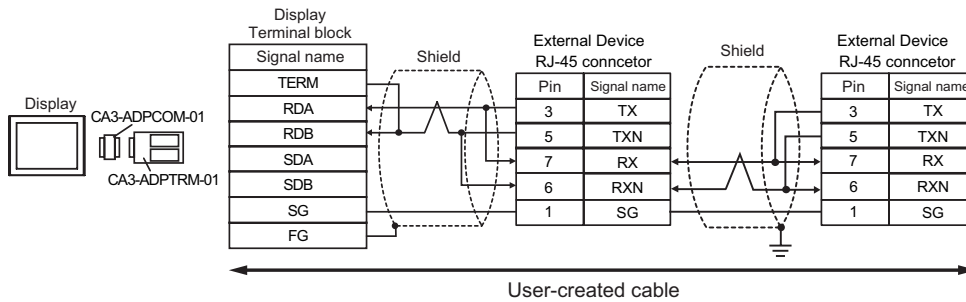 Display
Terminal block
Signal name
TERM
RDA
RDB
SDA
SDB
SG
FG
Display
CA3-ADPCOM-01
CA3-ADPTRM-01
Shield
External Device
RJ-45 conncetor
Pin Signal name
3 TX
5 TXN
7 RX
6 RXN
1 SG
Shield
External Device
RJ-45 conncetor
Pin Signal name
3 TX
5 TXN
7 RX
6 RXN
1 SG
User-created cable